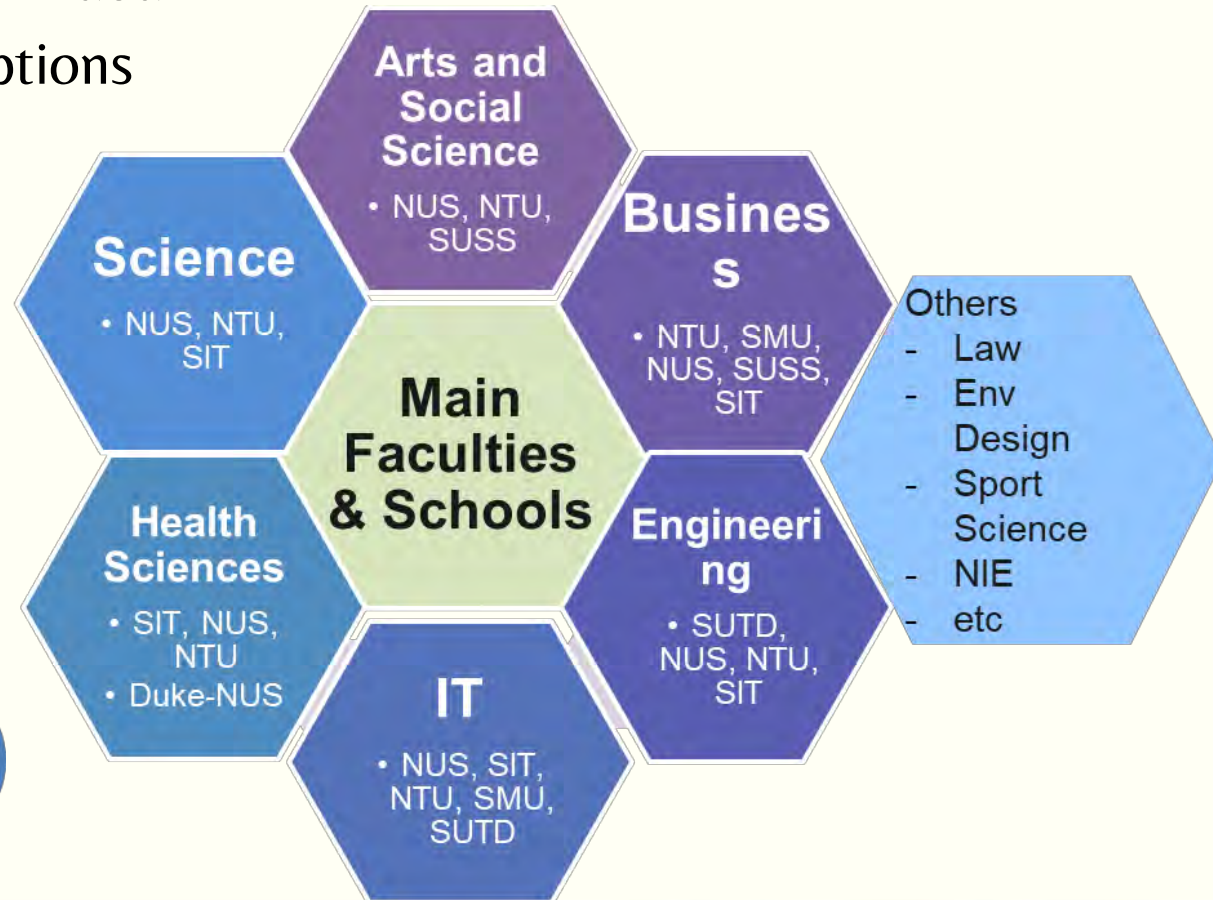 Arts and
Social
Science
• NUS, NTU,
SUSS
Science
• NUS, NTU,
SIT
Busines
s
• NTU, SMU,
NUS, SUSS,
SIT
Main
Faculties
& Schools
Others
- Law
- Env
Design
- Sport
Science
- NIE
- etc
Health
Sciences
• SIT, NUS,
NTU
• Duke-NUS
Engineeri
ng
• SUTD,
NUS, NTU,
SIT
IT
• NUS, SIT,
NTU, SMU,
SUTD